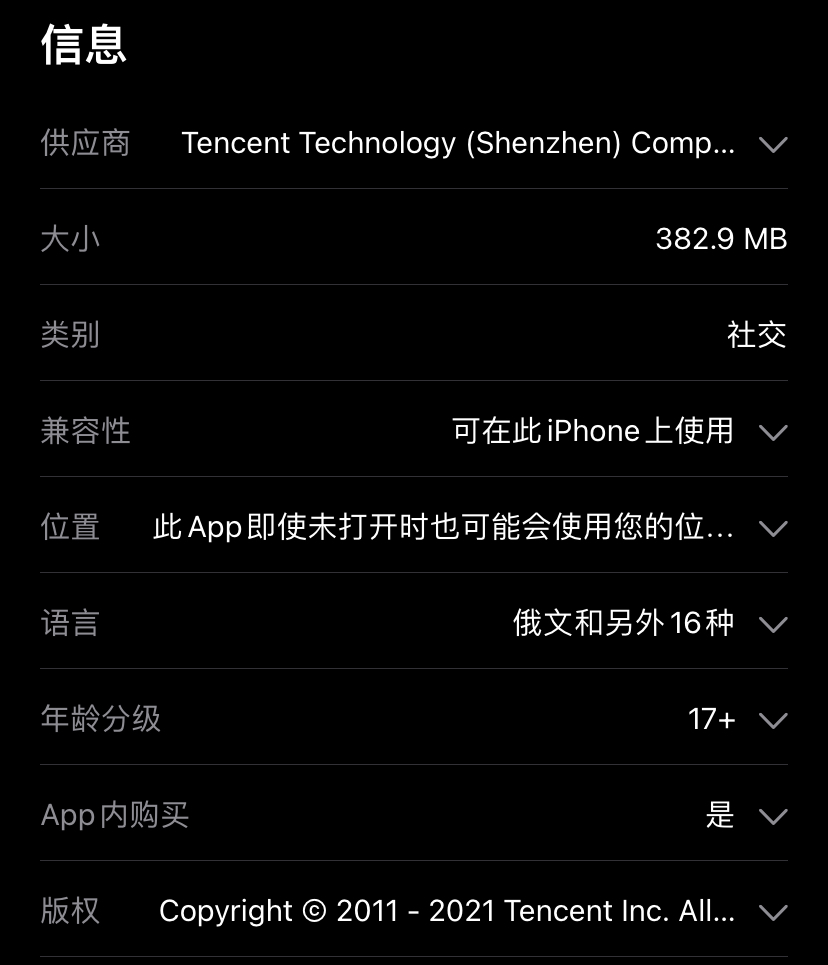 信息
供应商 Tencent Technology (Shenzhen) Comp...
大小 382.9 MB
类别 社交
兼容性 可在此 iPhone 上使用
位置 此 App 即使未打开时也可能会使用您的位...
语言 俄文和另外 16 种
年龄分级 17+
App 内购买 是
版权 Copyright © 2011 - 2021 Tencent Inc. All...